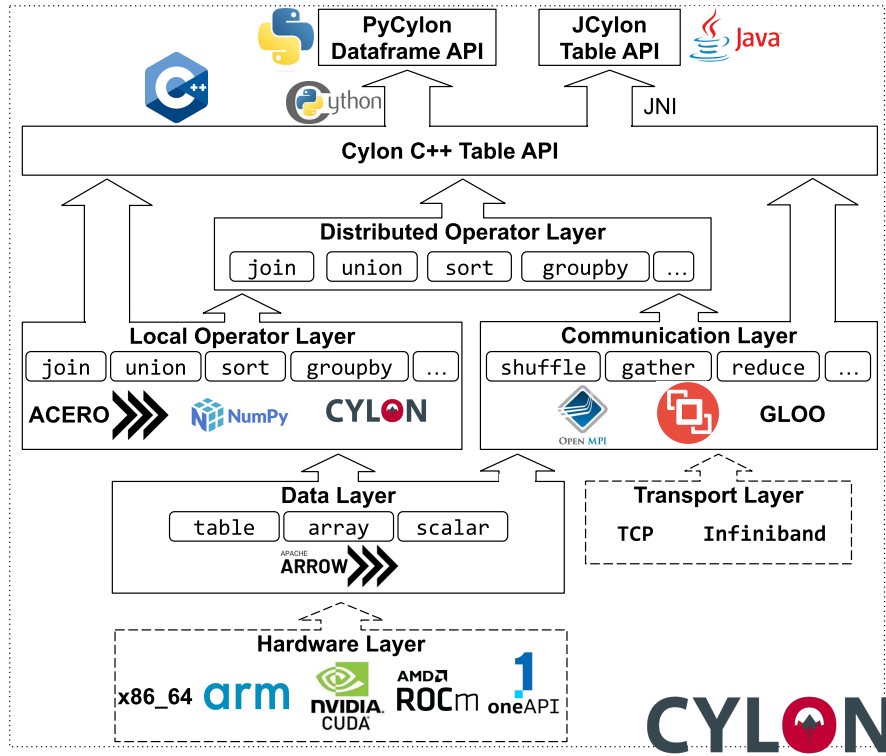 PyCylon
Dataframe API
JCylon
Table API
Java
C++
Cython
JNI
Cylon C++ Table API
Distributed Operator Layer
join union sort groupby ...
Local Operator Layer
join union sort groupby ...
ACERO NumPy CYLON
Communication Layer
shuffle gather reduce ...
OPEN MPI GLOO
Data Layer
table array scalar
APACHE
ARROW
Transport Layer
TCP Infiniband
Hardware Layer
x86_64 arm NVIDIA. CUDA AMD ROCm 1 oneAPI
CYLON